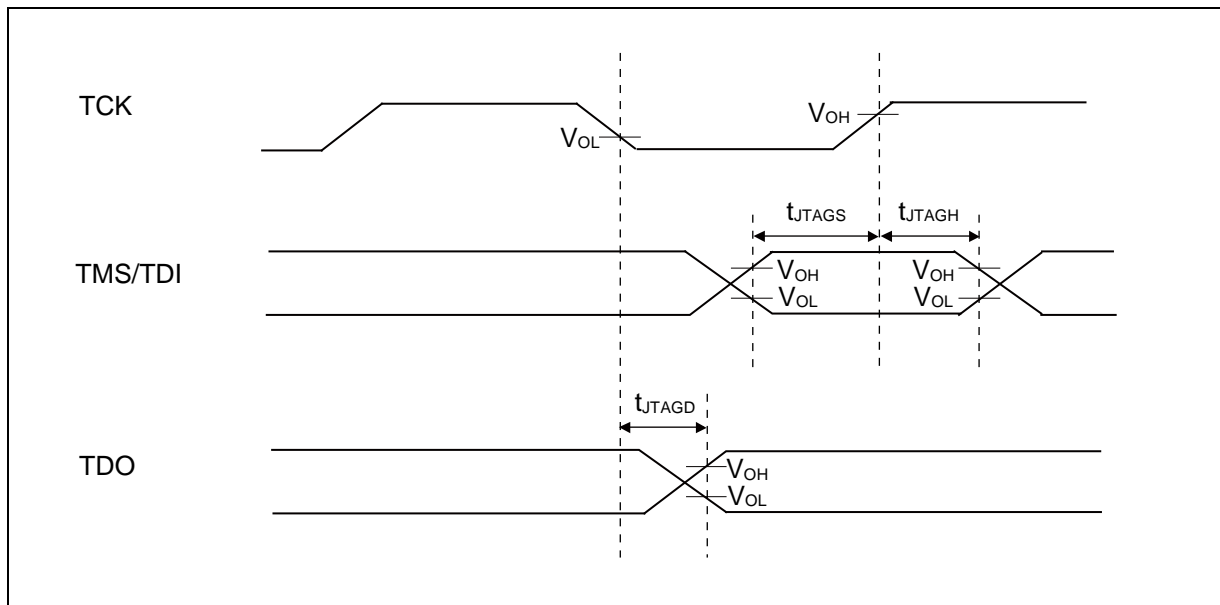 TCK
VOL
VOH
tJTAGS
tJTAGH
TMS/TDI
VOH
VOL
VOH
VOL
tJTAGD
TDO
VOH
VOL